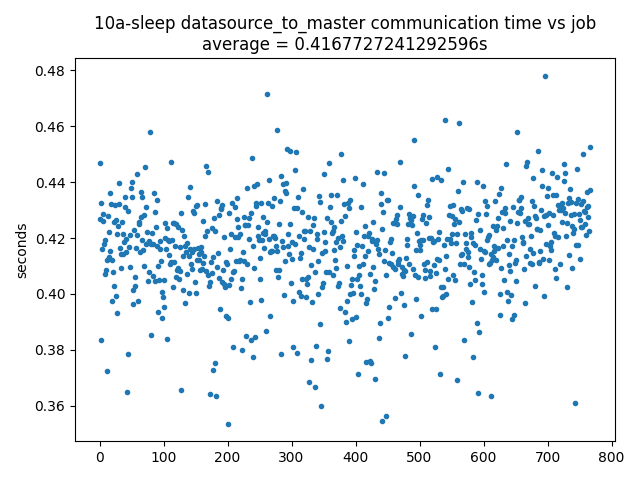 10a-sleep datasource_to_master communication time vs job
average = 0.4167727241292596s
0.48
0.46
0.44
0.42
0.40
0.38
0.36
seconds
0 100 200 300 400 500 600 700 800